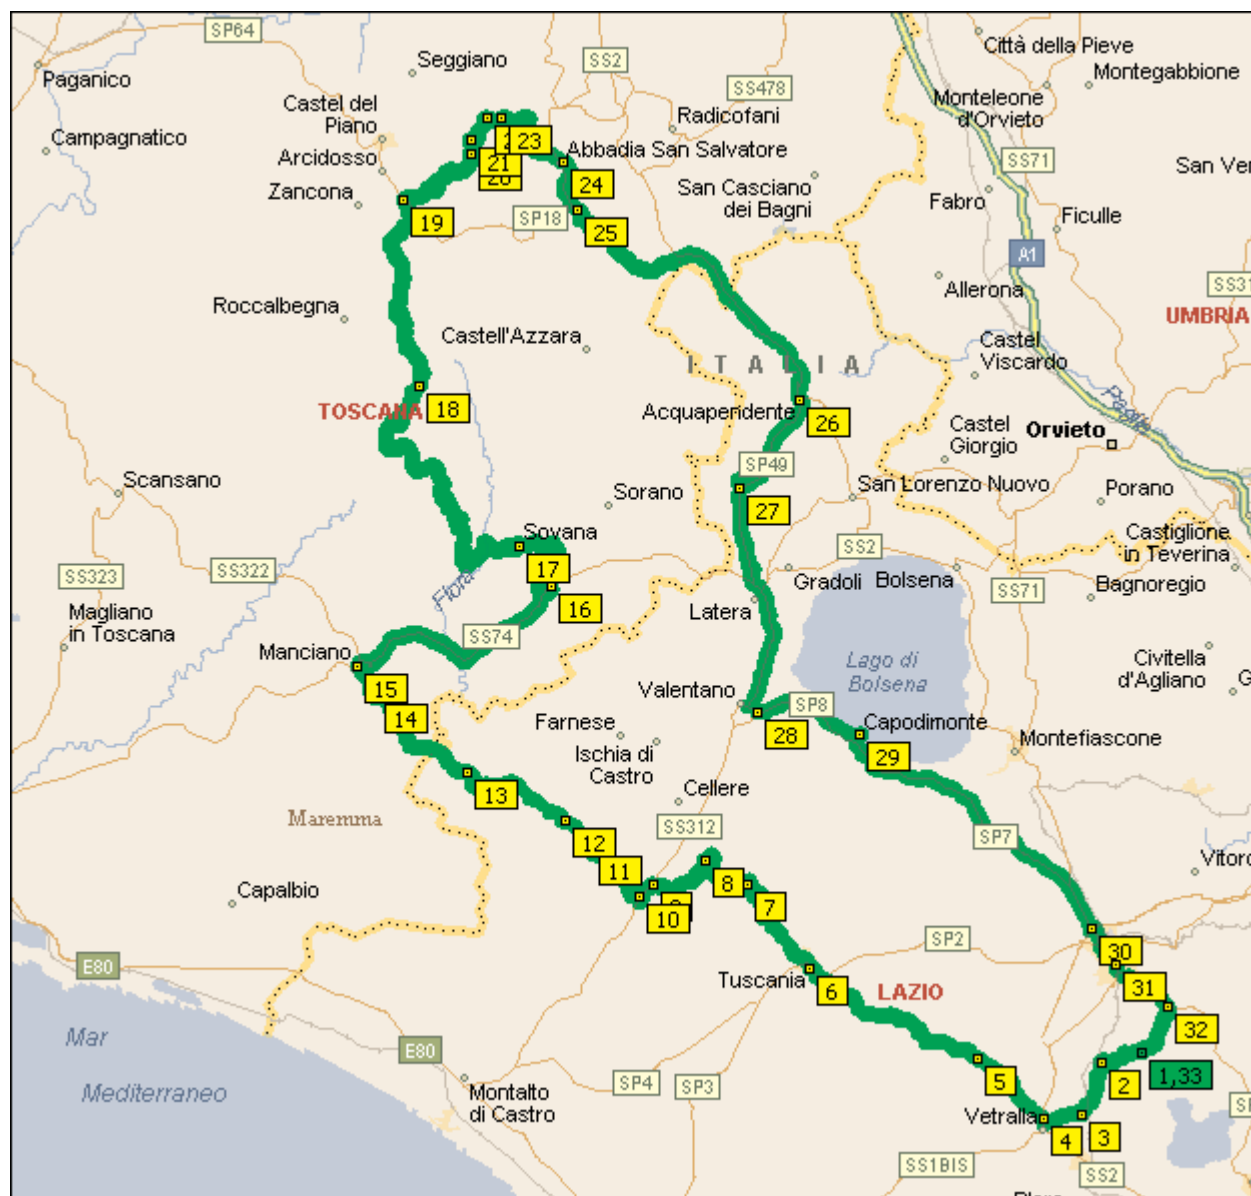 SP64
Seggiano
SS2
SS478
Città della Pieve
Montegabbione
Paganico
Castel del
Piano
Monteleone
d'Orvieto
Radicofani
Campagnatico
Arcidosso
Zancona
23
21
Abbadia San Salvatore
24
SS71
San Casciano
dei Bagni
Fabro
Ficulle
19
SP18
25
A1
Allerona
UMBRIA
Roccalbegna
Castell'Azzara
ITALIA
Castel
Viscardo
TOSCANA
18
Acquapendente
26
Castel
Giorgio
Orvieto
SP49
Scansano
Sorano
27
San Lorenzo Nuovo
Porano
Sovana
SS2
Castiglione
in Teverina
SS323
SS322
17
Gradoli
Bolsena
SS71
Bagnoregio
Fiora
16
Latera
Magliano
in Toscana
SS74
Manciano
15
14
Lago di
Bolsena
Civitella
d'Agliano
Valentano
SP8
28
Farnese
Ischia di
Castro
Capodimonte
29
Montefiascone
13
Cellere
Maremma
SS312
12
SP7
11
8
7
10
Capalbio
SP2
30
E80
Tuscania
6
LAZIO
31
32
Mar
Mediterraneo
E80
Montalto
di Castro
SP4
SP3
5
2
1,33
Vetralla
4
3
SS1BIS
SS2